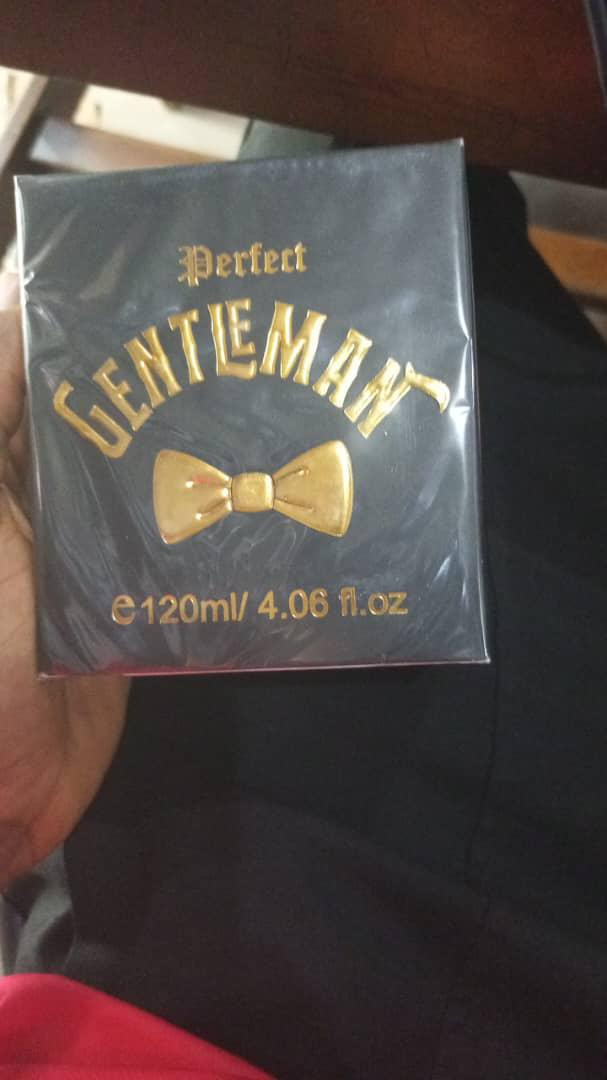 Perfect
GENTLEMAN
℮120ml/ 4.06 fl.oz